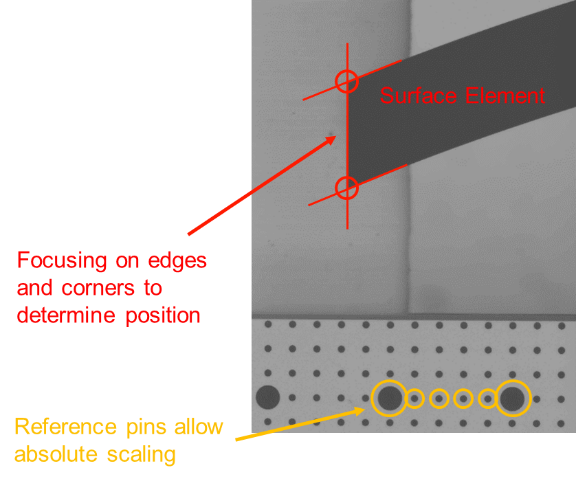 Surface Element
Focusing on edges
and corners to
determine position
Reference pins allow
absolute scaling